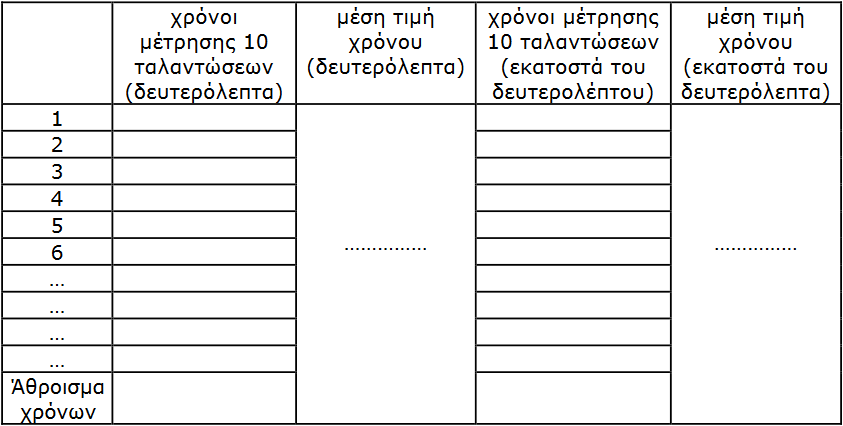 χρόνοι
μέτρησης 10
ταλαντώσεων
(δευτερόλεπτα)
μέση τιμή
χρόνου
(δευτερόλεπτα)
χρόνοι μέτρησης
10 ταλαντώσεων
(εκατοστά του
δευτερολέπτου)
μέση τιμή
χρόνου
(εκατοστά του
δευτερόλεπτα)
1
2
3
4
5
6
……………
……………
…
…
…
…
Άθροισμα
χρόνων